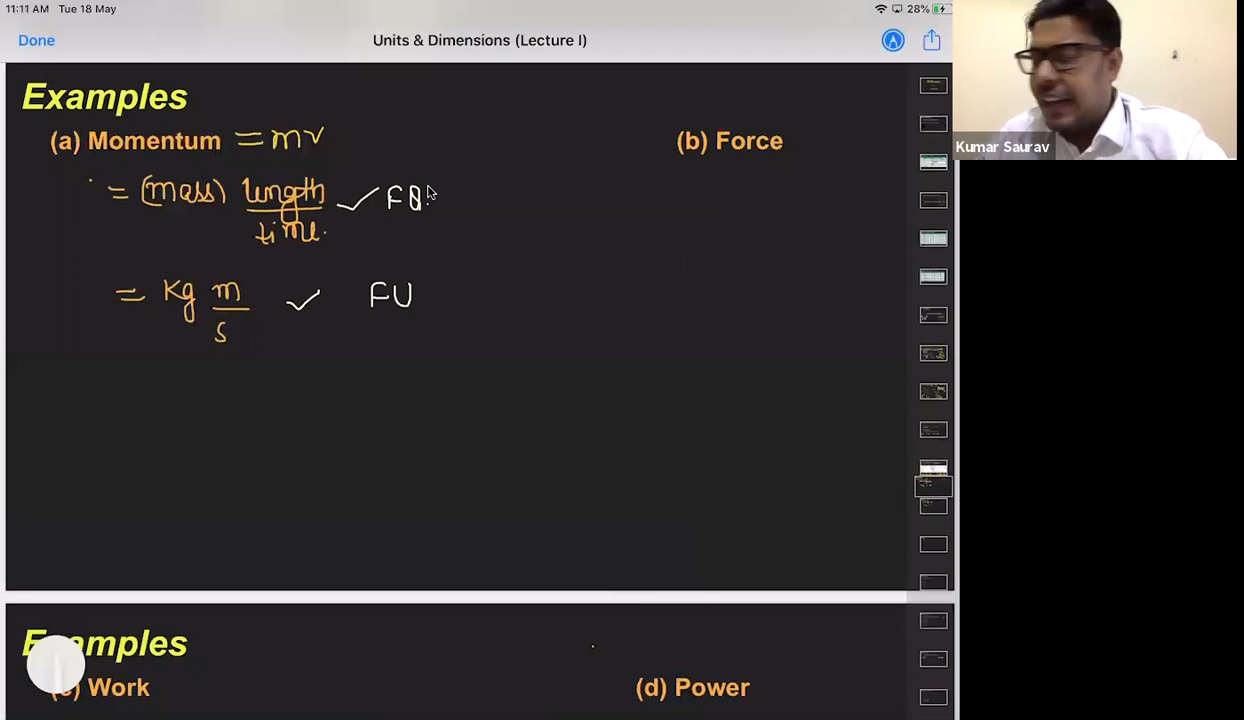 11:11 AM Tue 18 May
28%
Done
Units & Dimensions (Lecture I)
Examples
(a) Momentum = mv
(b) Force
Kumar Saurav
= (mass) length/time ✓
= Kg m/s ✓ FU
Examples
Work
(d) Power